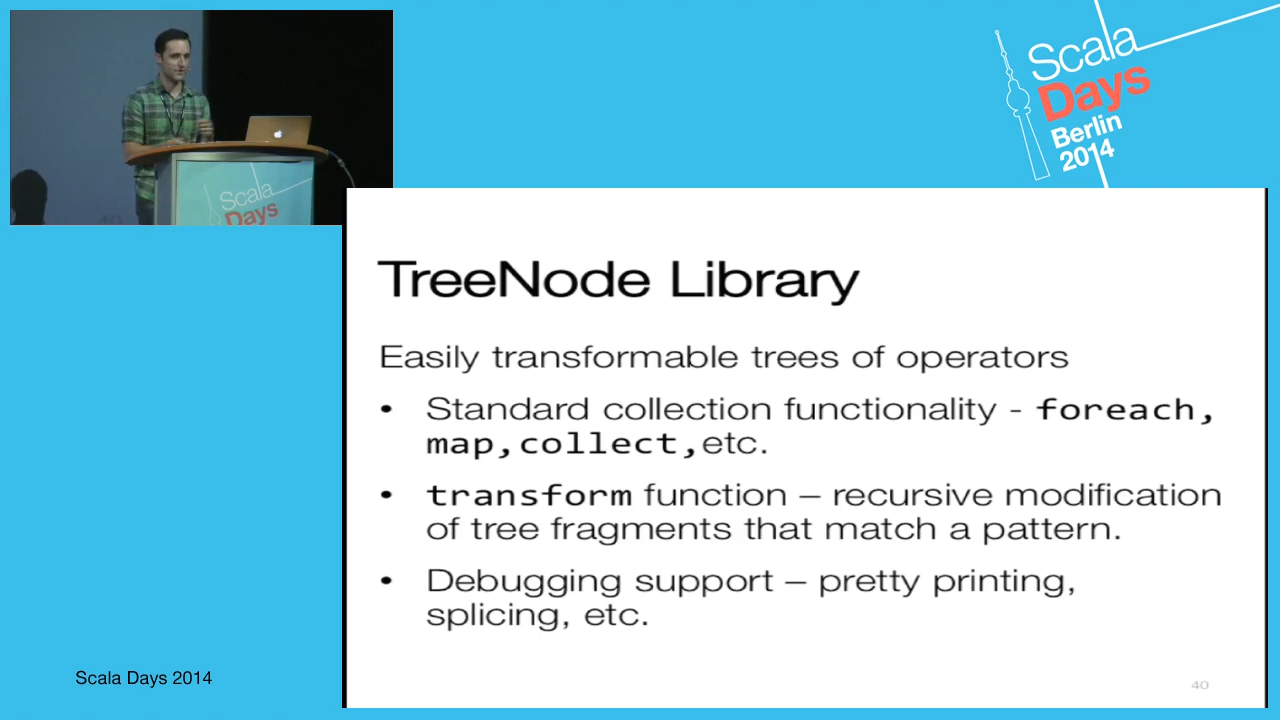 Scala
Days
Berlin
2014
Scala
Days
TreeNode Library
Easily transformable trees of operators
• Standard collection functionality - foreach,
map,collect,etc.
• transform function – recursive modification
of tree fragments that match a pattern.
• Debugging support – pretty printing,
splicing, etc.
40
Scala Days 2014